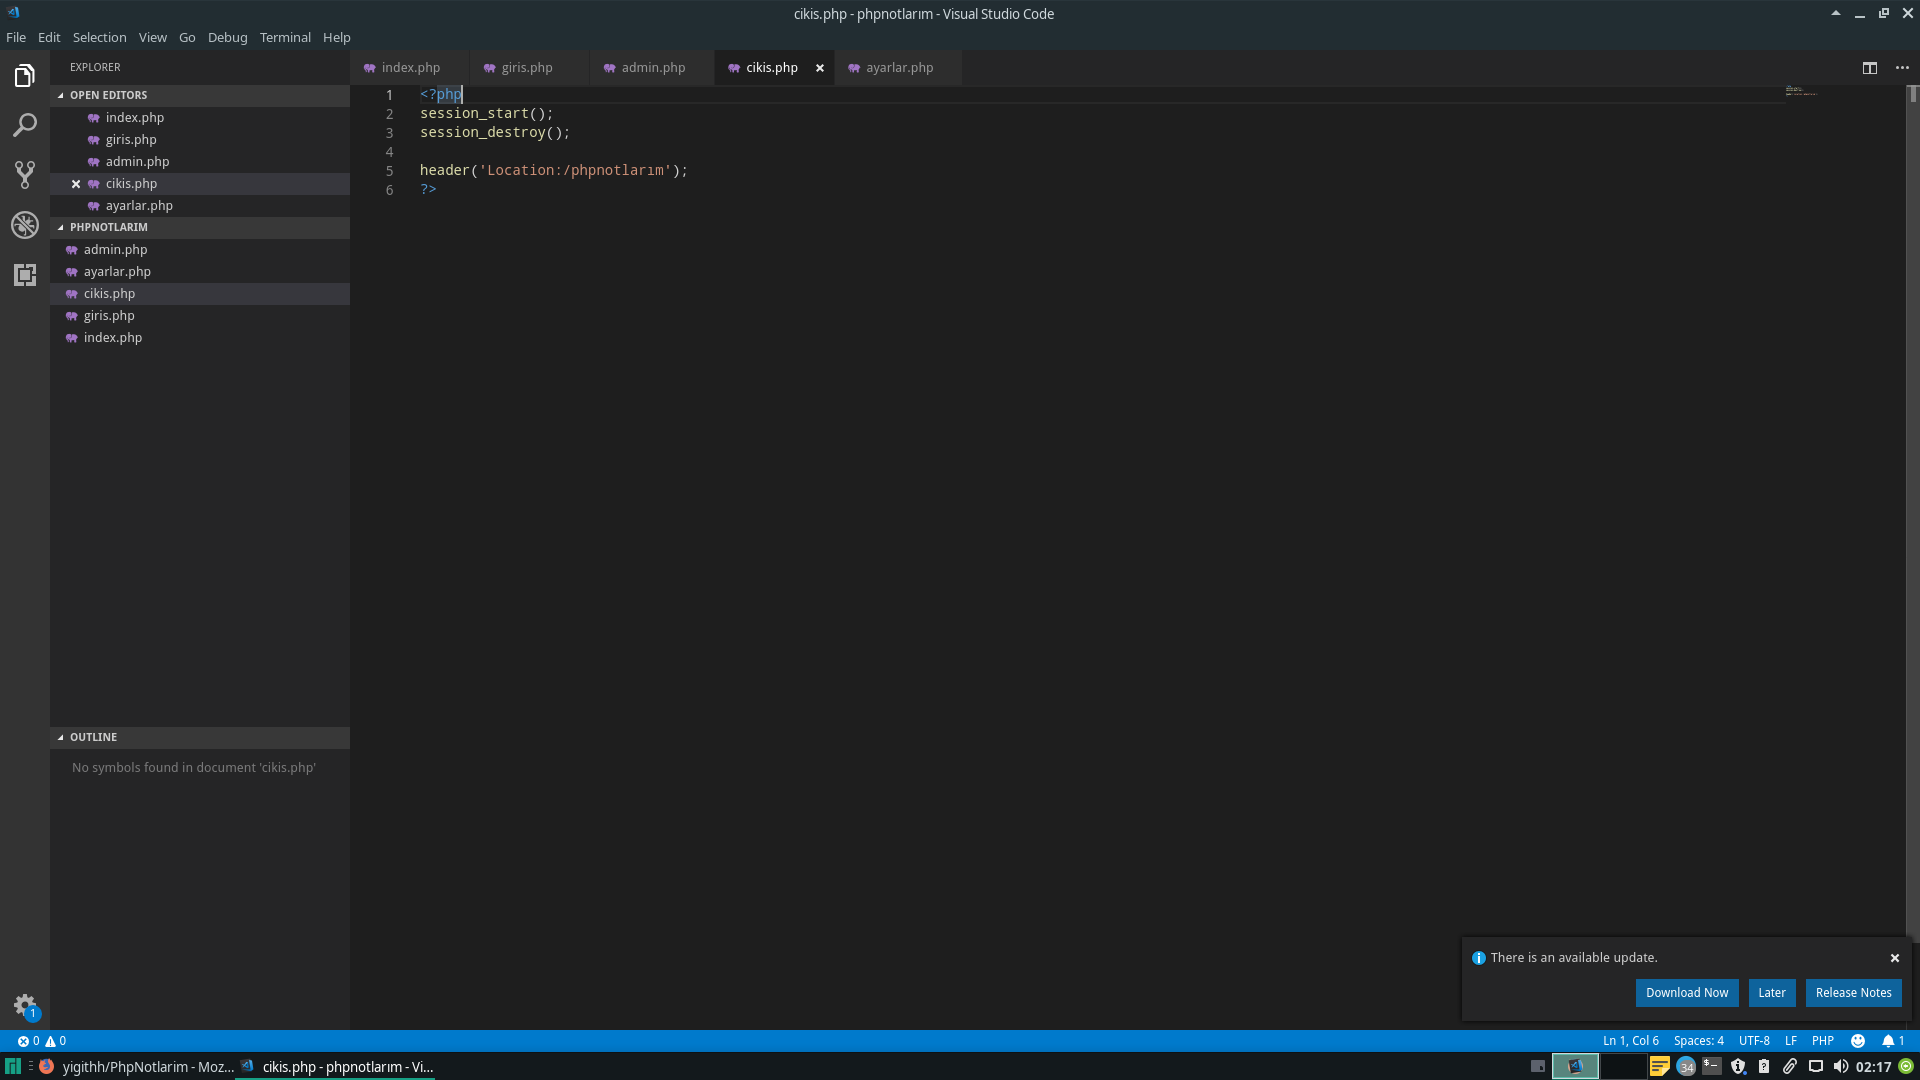 cikis.php - phpnotlarım - Visual Studio Code
File Edit Selection View Go Debug Terminal Help
EXPLORER
OPEN EDITORS
index.php
giris.php
admin.php
cikis.php
ayarlar.php
PHPNOTLARIM
admin.php
ayarlar.php
cikis.php
giris.php
index.php
OUTLINE
No symbols found in document 'cikis.php'
1
index.php giris.php admin.php cikis.php ayarlar.php
1 <?php
2 session_start();
3 session_destroy();
4
5 header('Location:/phpnotlarım');
6 ?>
There is an available update.
Download Now Later Release Notes
0 0 Ln 1, Col 6 Spaces: 4 UTF-8 LF PHP 1
yigithh/PhpNotlarim - Moz... cikis.php - phpnotlarım - Vi... 34 $− 02:17